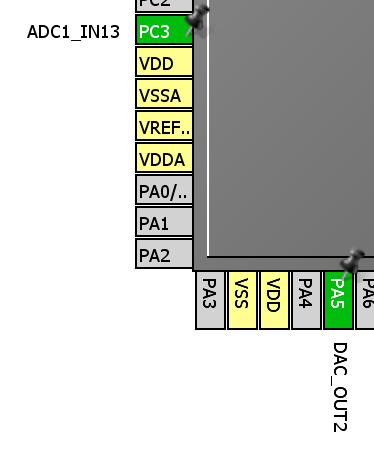 PC2
ADC1_IN13 PC3
VDD
VSSA
VREF..
VDDA
PA0/..
PA1
PA2
PA3
VSS
VDD
PA4
PA5
PA6
DAC_OUT2